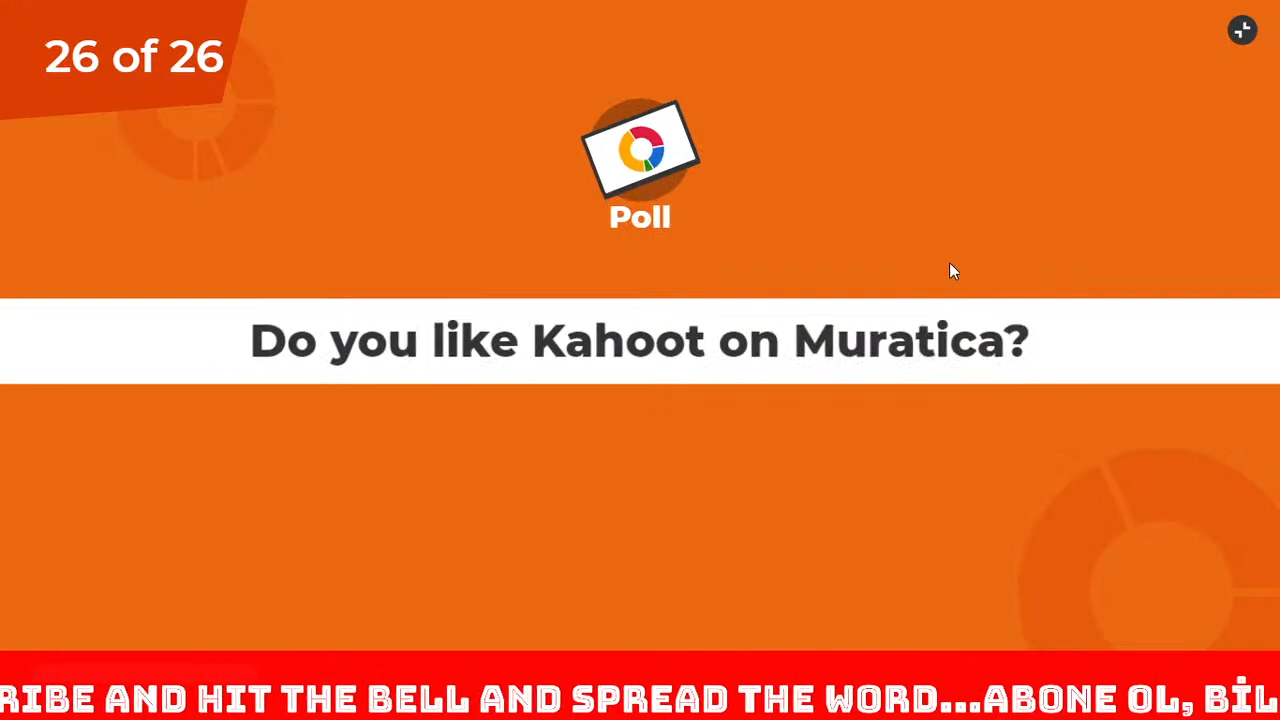 26 of 26
Poll
Do you like Kahoot on Muratica?
RIBE AND HIT THE BELL AND SPREAD THE WORD...ABONE OL, BİL